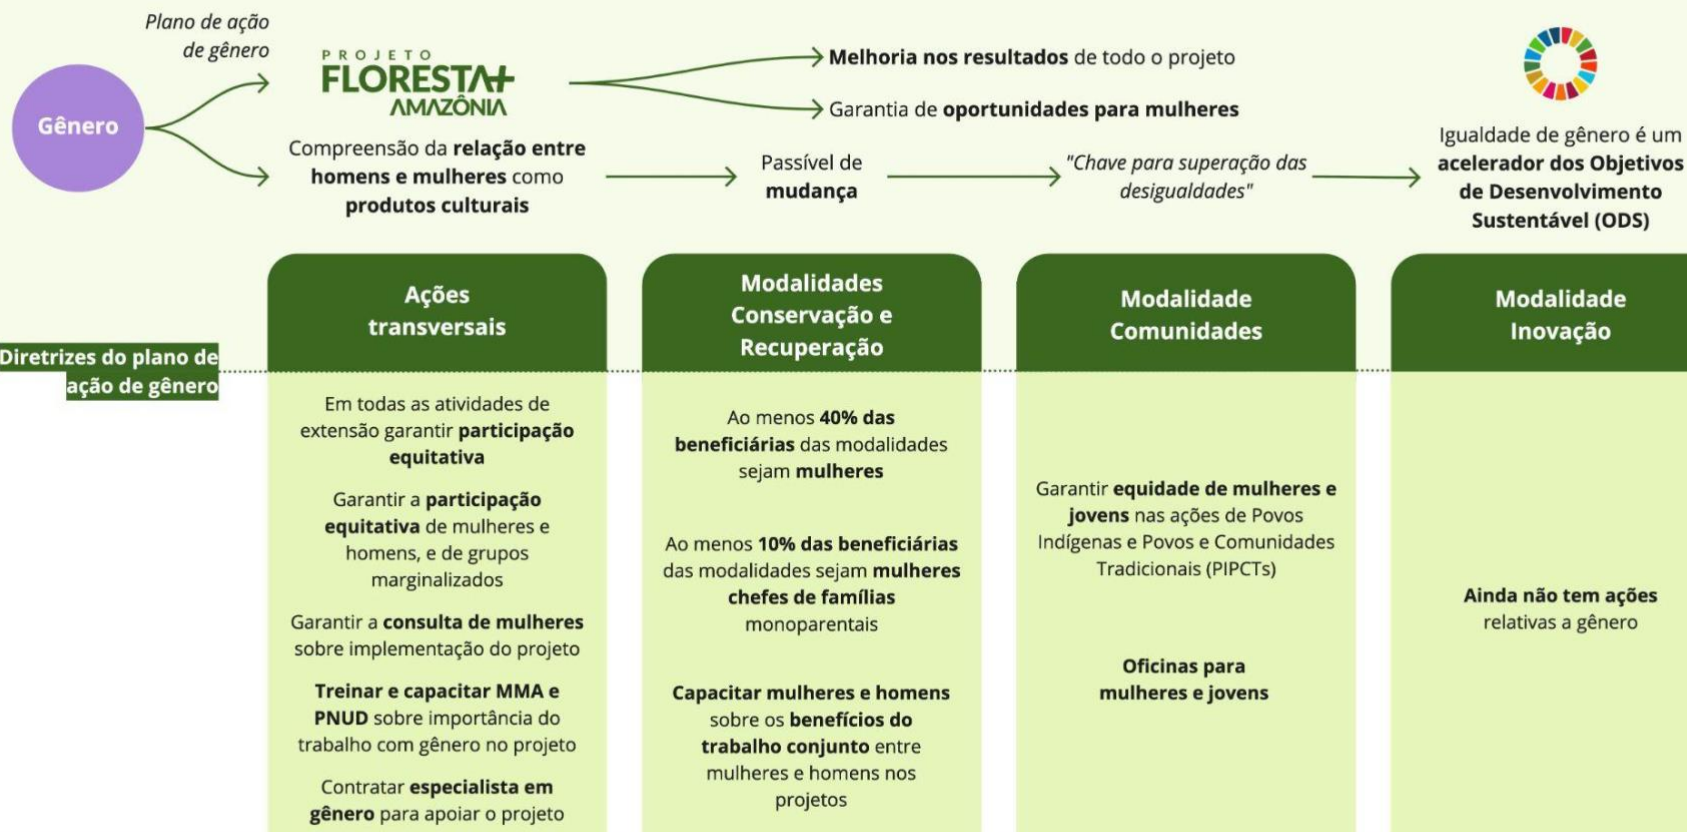 Plano de ação
de gênero
Gênero
PROJETO
FLORESTA+
AMAZÔNIA
Melhoria nos resultados de todo o projeto
Garantia de oportunidades para mulheres
Compreensão da relação entre
homens e mulheres como
produtos culturais
Passível de
mudança
"Chave para superação das
desigualdades"
Igualdade de gênero é um
acelerador dos Objetivos
de Desenvolvimento
Sustentável (ODS)
Diretrizes do plano de
ação de gênero
Ações
transversais
Em todas as atividades de
extensão garantir participação
equitativa
Garantir a participação
equitativa de mulheres e
homens, e de grupos
marginalizados
Garantir a consulta de mulheres
sobre implementação do projeto
Treinar e capacitar MMA e
PNUD sobre importância do
trabalho com gênero no projeto
Contratar especialista em
gênero para apoiar o projeto
Modalidades
Conservação e
Recuperação
Ao menos 40% das
beneficiárias das modalidades
sejam mulheres
Ao menos 10% das beneficiárias
das modalidades sejam mulheres
chefes de famílias
monoparentais
Capacitar mulheres e homens
sobre os benefícios do
trabalho conjunto entre
mulheres e homens nos
projetos
Modalidade
Comunidades
Garantir equidade de mulheres e
jovens nas ações de Povos
Indígenas e Povos e Comunidades
Tradicionais (PIPCTs)
Oficinas para
mulheres e jovens
Modalidade
Inovação
Ainda não tem ações
relativas a gênero